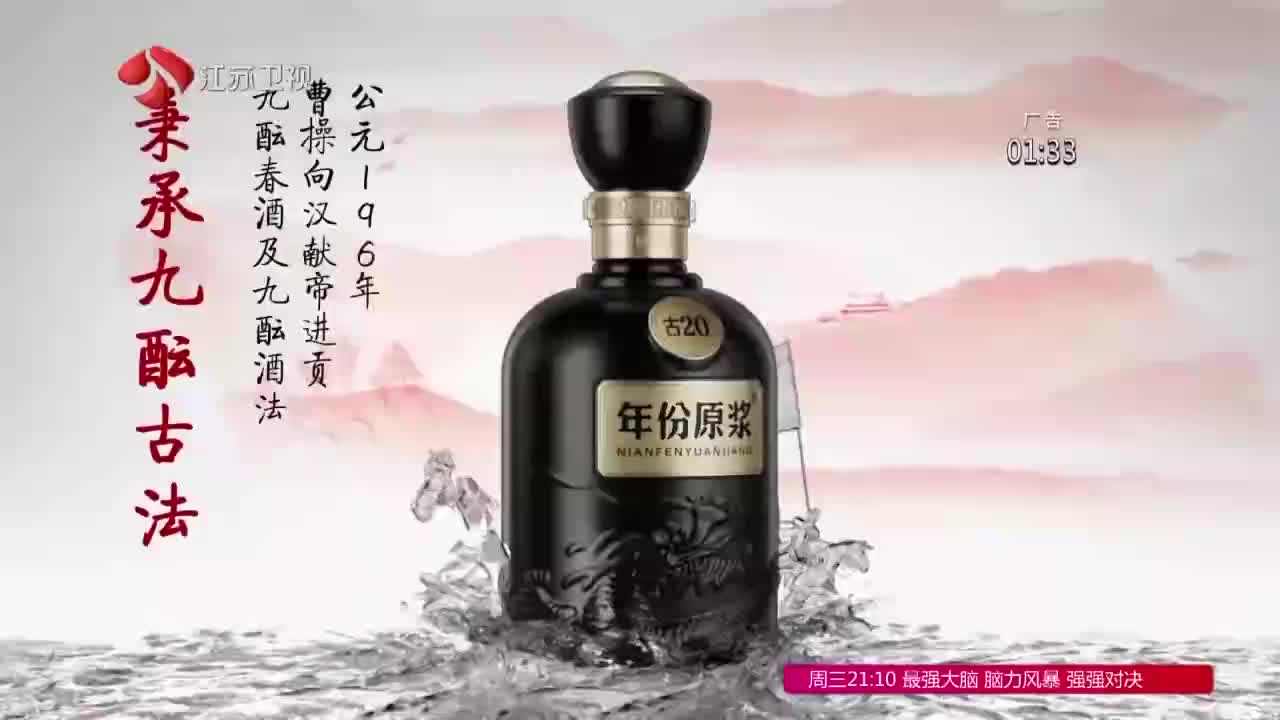 江苏卫视
广告
01:33
公元196年
曹操向汉献帝进贡
九酝春酒及九酝酒法
秉承九酝古法
古20
年份原浆
NIANFENYUANJIANG
周三21:10 最强大脑 脑力风暴 强强对决